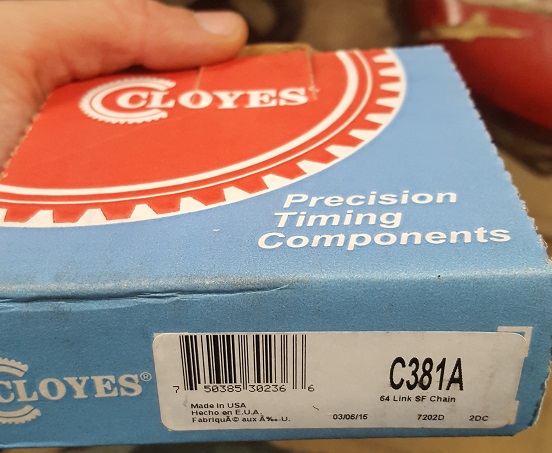 CLOYES
Precision
Timing
Components
CLOYES®
7 50385 30236 6
C381A
64 Link SF Chain
Made in USA
Hecho en E.U.A.
Fabriqué aux É‰-U.
03/06/15 7202D 2DC